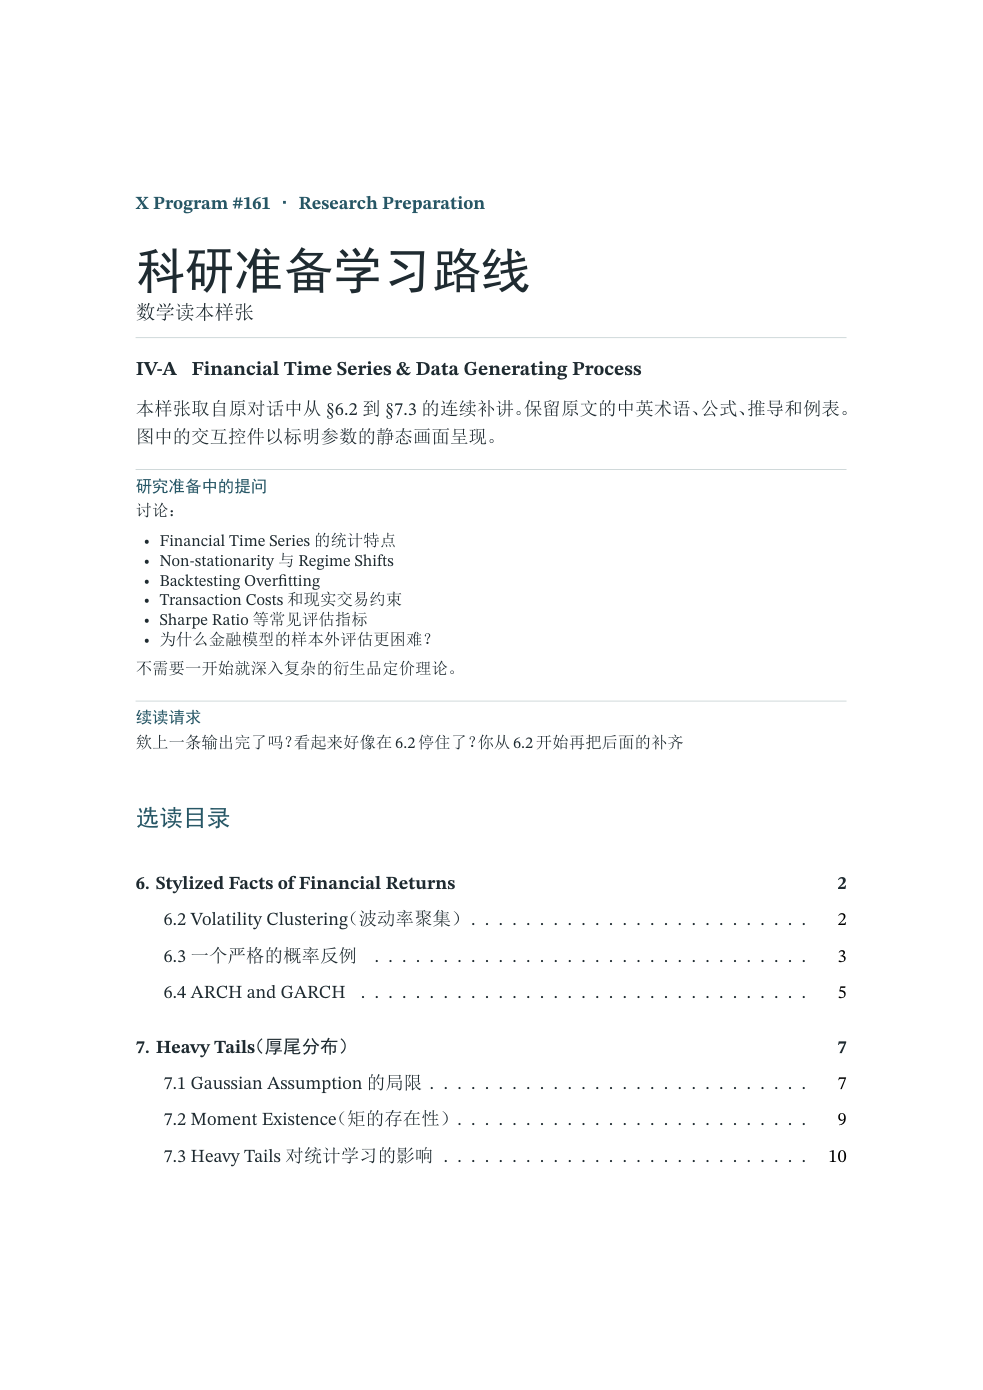 X Program #161 · Research Preparation
科研准备学习路线
数学读本样张
IV-A Financial Time Series & Data Generating Process
本样张取自原对话中从 §6.2 到 §7.3 的连续补讲。保留原文的中英术语、公式、推导和例表。
图中的交互控件以标明参数的静态画面呈现。
研究准备中的提问
讨论：
• Financial Time Series 的统计特点
• Non-stationarity 与 Regime Shifts
• Backtesting Overfitting
• Transaction Costs 和现实交易约束
• Sharpe Ratio 等常见评估指标
• 为什么金融模型的样本外评估更困难？
不需要一开始就深入复杂的衍生品定价理论。
续读请求
欸上一条输出完了吗？看起来好像在 6.2 停住了？你从 6.2 开始再把后面的补齐
选读目录
6. Stylized Facts of Financial Returns 2
6.2 Volatility Clustering（波动率聚集） . . . . . . . . . . . . . . . . . . . . . . . . . 2
6.3 一个严格的概率反例 . . . . . . . . . . . . . . . . . . . . . . . . . . . . . . . . 3
6.4 ARCH and GARCH . . . . . . . . . . . . . . . . . . . . . . . . . . . . . . . . . 5
7. Heavy Tails（厚尾分布） 7
7.1 Gaussian Assumption 的局限 . . . . . . . . . . . . . . . . . . . . . . . . . . . . 7
7.2 Moment Existence（矩的存在性） . . . . . . . . . . . . . . . . . . . . . . . . . . 9
7.3 Heavy Tails 对统计学习的影响 . . . . . . . . . . . . . . . . . . . . . . . . . . . 10